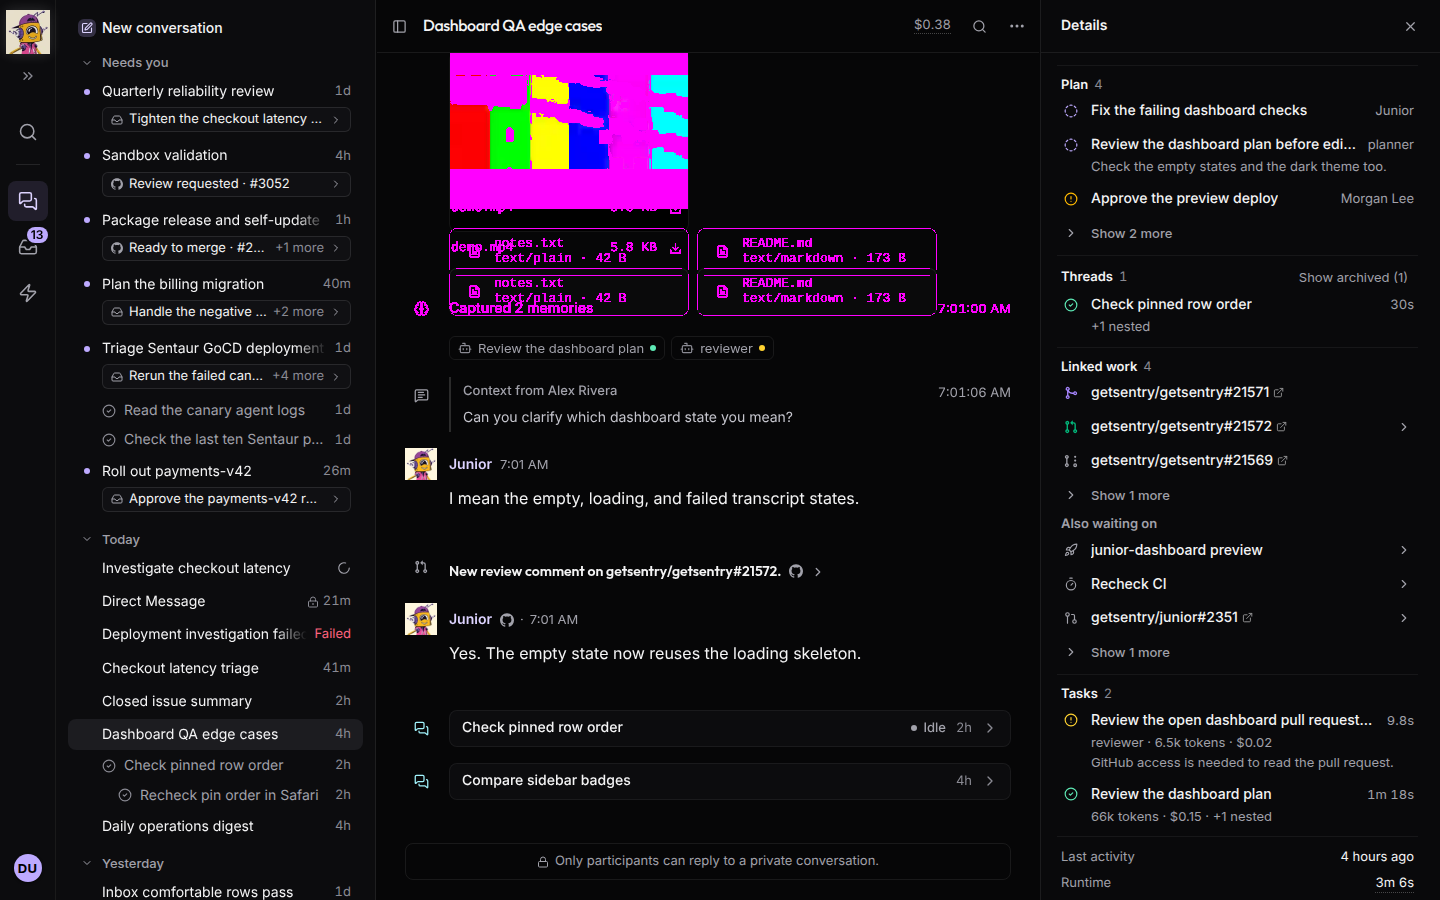 New conversation
Needs you
Quarterly reliability review 1d
Tighten the checkout latency ...
Sandbox validation 4h
Review requested · #3052
Package release and self-update 1h
Ready to merge · #2... +1 more
Plan the billing migration 40m
Handle the negative ... +2 more
Triage Sentaur GoCD deployment 1d
Rerun the failed can... +4 more
Read the canary agent logs 1d
Check the last ten Sentaur p... 1d
Roll out payments-v42 26m
Approve the payments-v42 r...
Today
Investigate checkout latency
Direct Message 21m
Deployment investigation failed Failed
Checkout latency triage 41m
Closed issue summary 2h
Dashboard QA edge cases 4h
Check pinned row order 2h
Recheck pin order in Safari 2h
Daily operations digest 4h
Yesterday
Inbox comfortable rows pass 1d
13
DU
Dashboard QA edge cases $0.38
demo.mp4 5.8 KB
notes.txt
text/plain · 42 B
README.md
text/markdown · 173 B
notes.txt
text/plain · 42 B
README.md
text/markdown · 173 B
Captured 2 memories 7:01:00 AM
Review the dashboard plan
reviewer
Context from Alex Rivera 7:01:06 AM
Can you clarify which dashboard state you mean?
Junior 7:01 AM
I mean the empty, loading, and failed transcript states.
New review comment on getsentry/getsentry#21572.
Junior · 7:01 AM
Yes. The empty state now reuses the loading skeleton.
Check pinned row order Idle 2h
Compare sidebar badges 4h
Only participants can reply to a private conversation.
Details
Plan 4
Fix the failing dashboard checks Junior
Review the dashboard plan before edi... planner
Check the empty states and the dark theme too.
Approve the preview deploy Morgan Lee
Show 2 more
Threads 1 Show archived (1)
Check pinned row order 30s
+1 nested
Linked work 4
getsentry/getsentry#21571
getsentry/getsentry#21572
getsentry/getsentry#21569
Show 1 more
Also waiting on
junior-dashboard preview
Recheck CI
getsentry/junior#2351
Show 1 more
Tasks 2
Review the open dashboard pull request... 9.8s
reviewer · 6.5k tokens · $0.02
GitHub access is needed to read the pull request.
Review the dashboard plan 1m 18s
66k tokens · $0.15 · +1 nested
Last activity 4 hours ago
Runtime 3m 6s